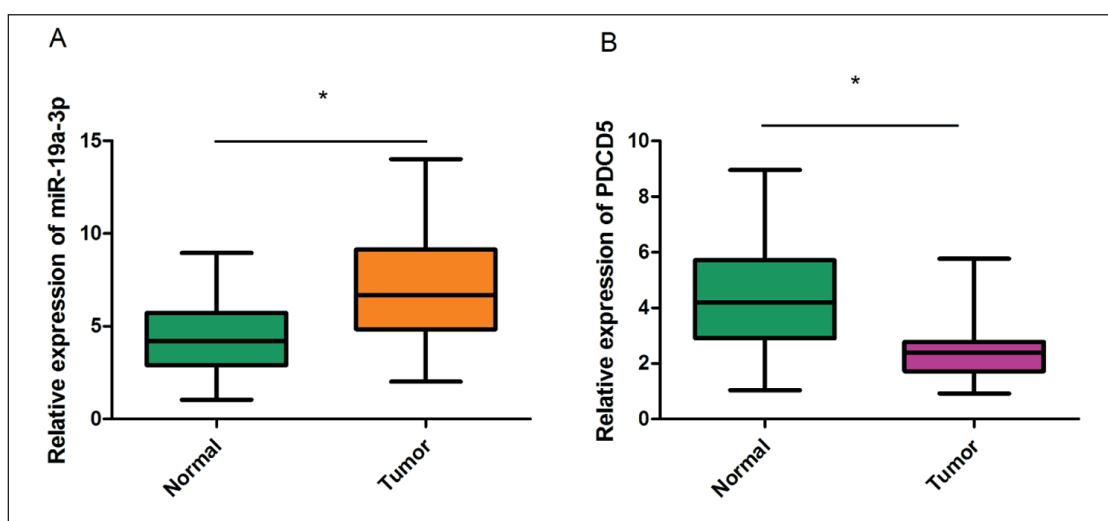 A
*
Relative expression of miR-19a-3p
15
10
5
0
Normal
Tumor
B
*
Relative expression of PDCD5
10
8
6
4
2
0
Normal
Tumor